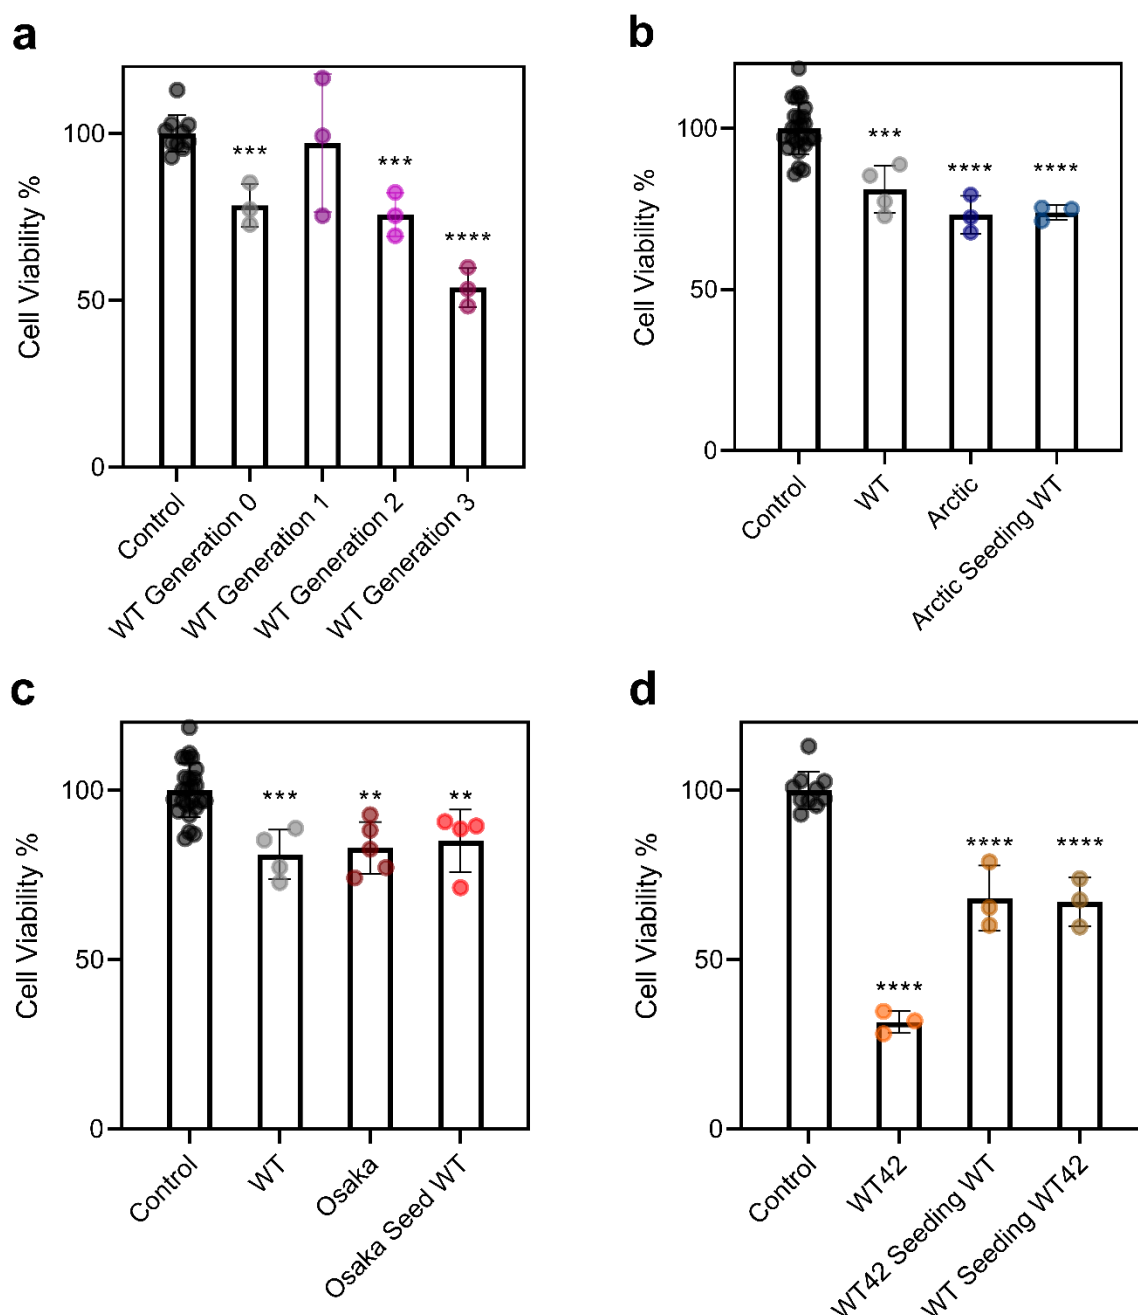 a
Cell Viability %
100
50
0
***
***
****
Control
WT Generation 0
WT Generation 1
WT Generation 2
WT Generation 3
b
Cell Viability %
100
50
0
***
****
****
Control
WT
Arctic
Arctic Seeding WT
c
Cell Viability %
100
50
0
***
**
**
Control
WT
Osaka
Osaka Seed WT
d
Cell Viability %
100
50
0
****
****
****
Control
WT42
WT42 Seeding WT
WT Seeding WT42